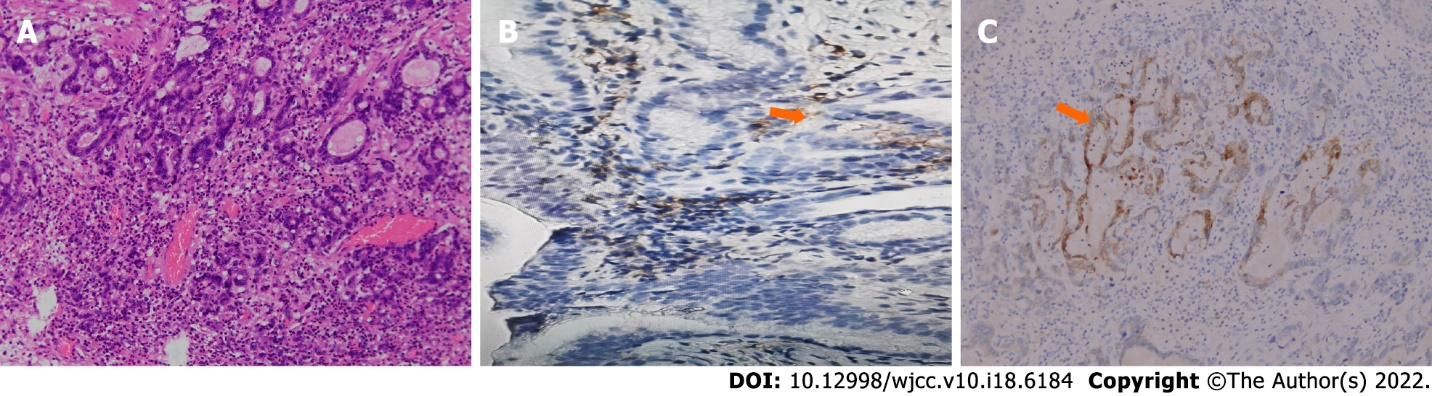 A
B
C
DOI: 10.12998/wjcc.v10.i18.6184 Copyright ©The Author(s) 2022.